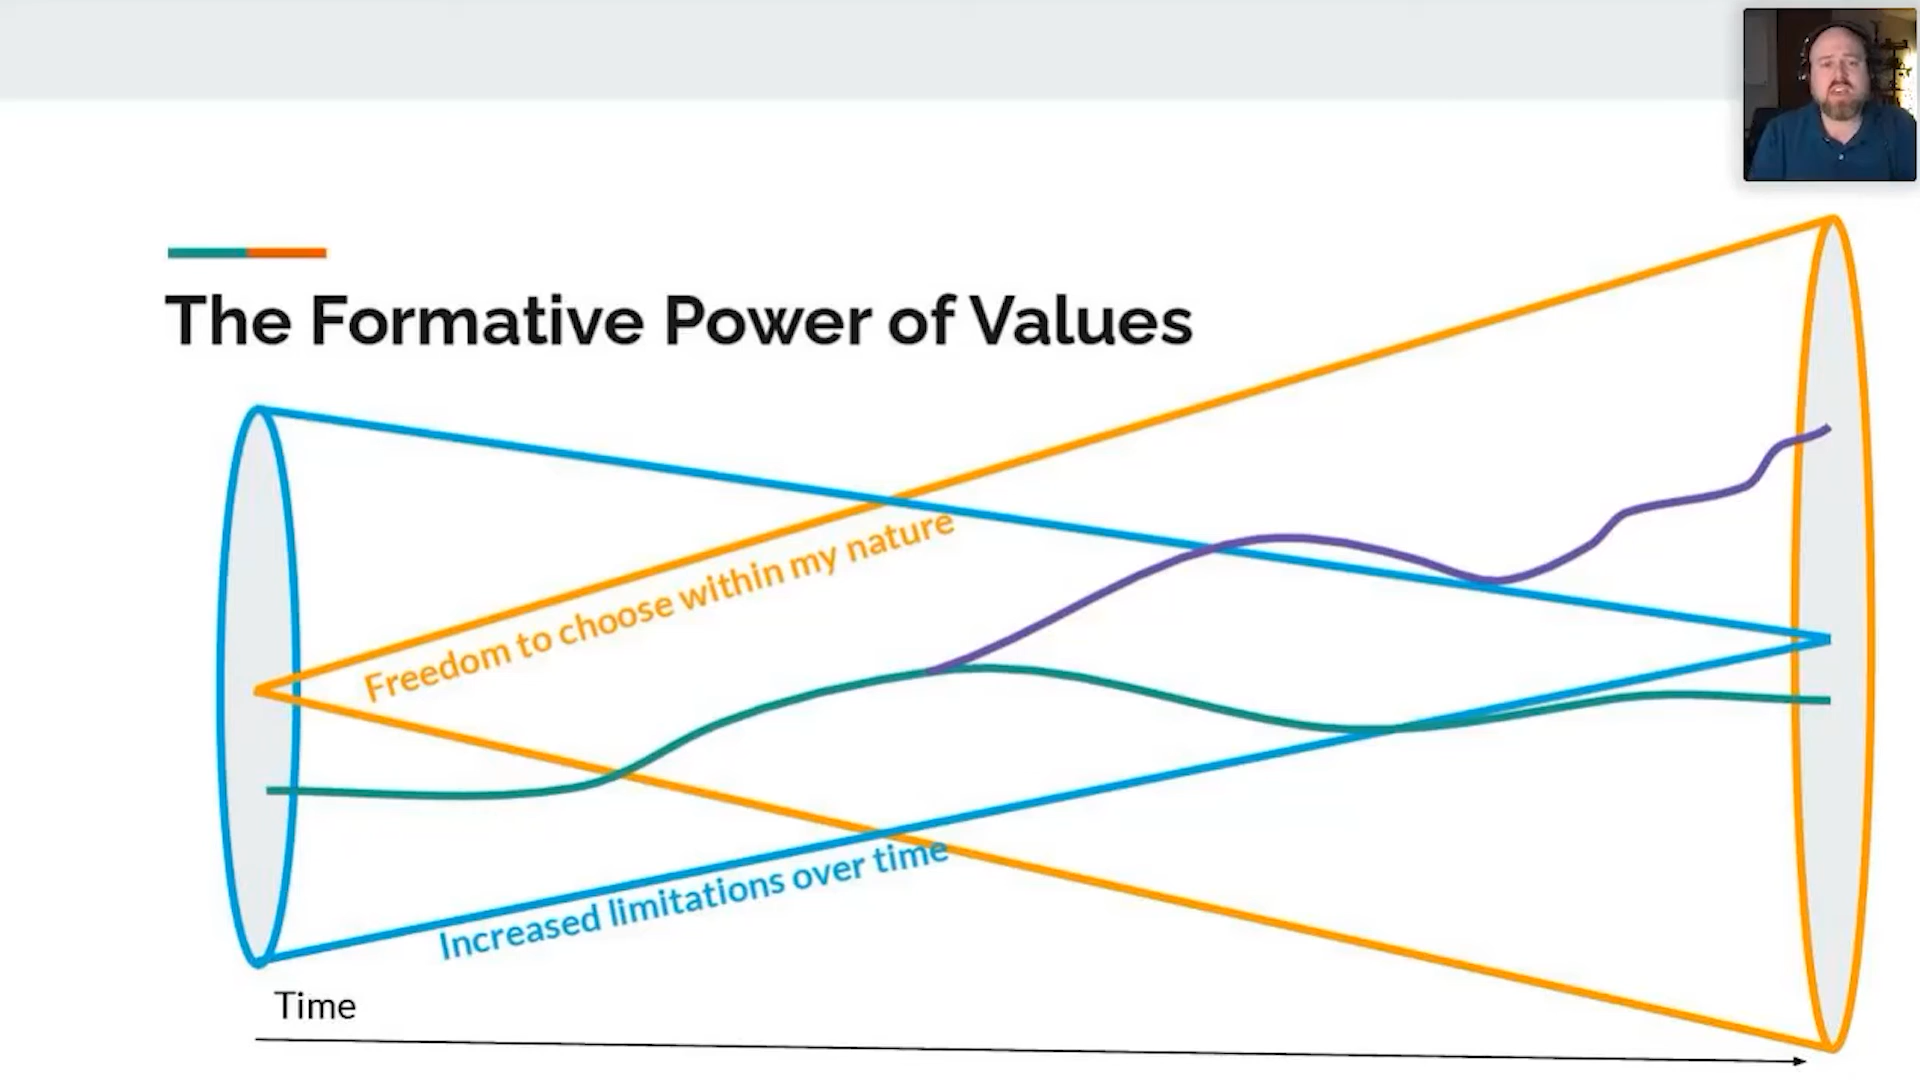 The Formative Power of Values
Freedom to choose within my nature
Increased limitations over time
Time